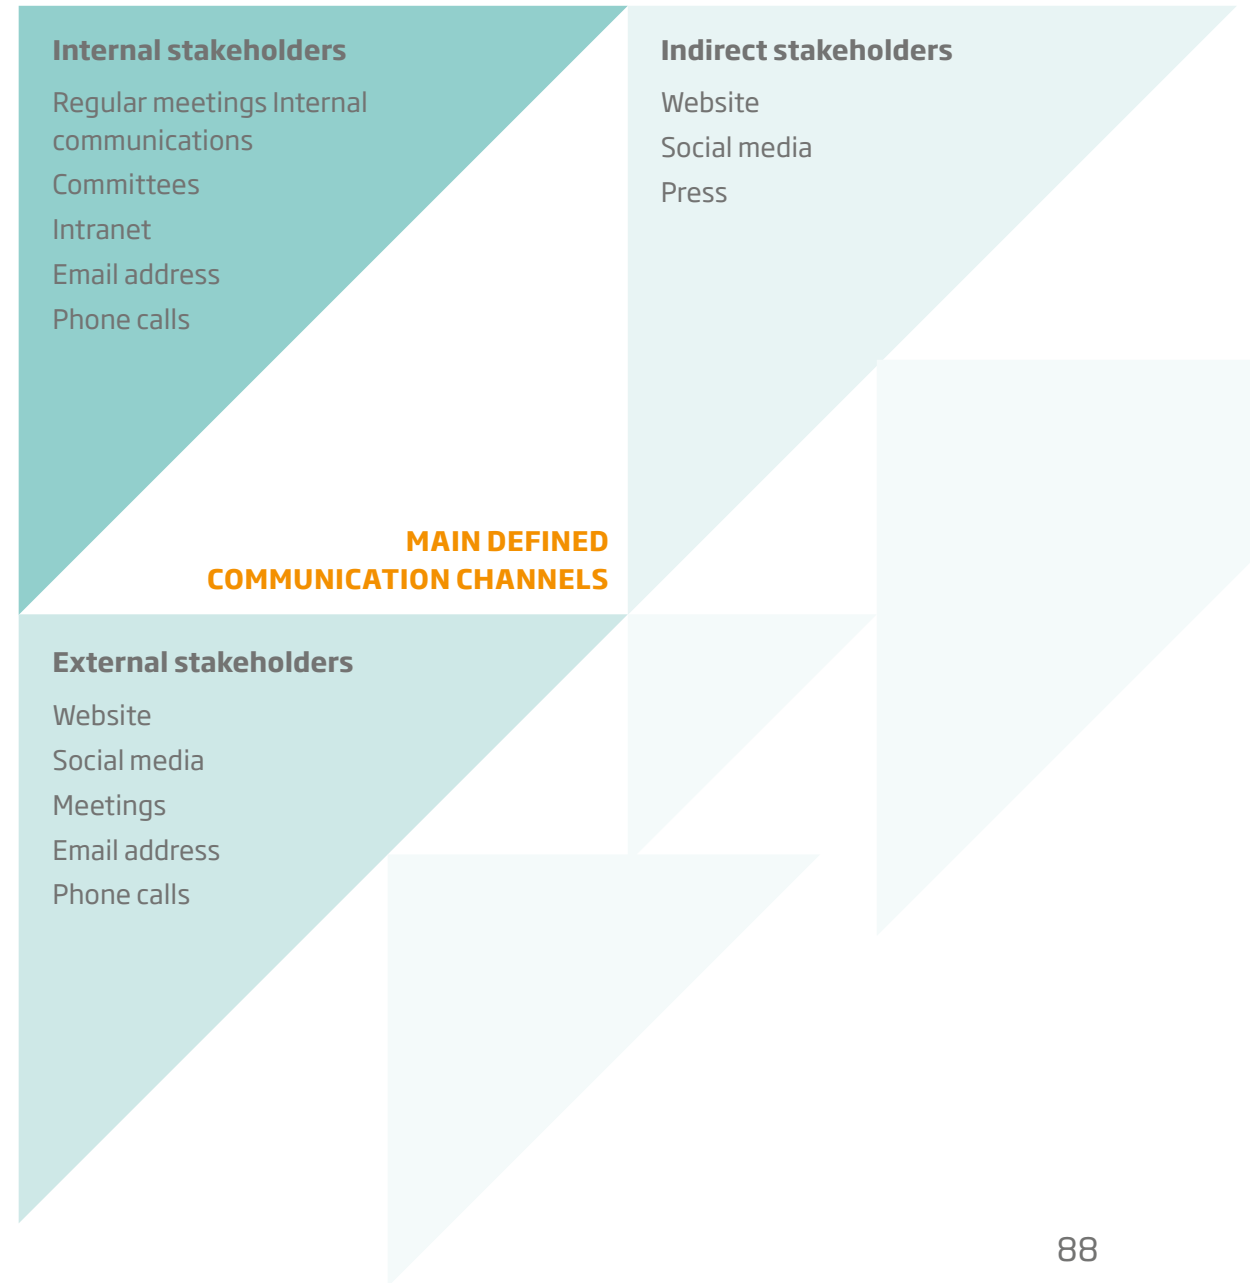 Internal stakeholders
Regular meetings Internal
communications
Committees
Intranet
Email address
Phone calls
Indirect stakeholders
Website
Social media
Press
MAIN DEFINED
COMMUNICATION CHANNELS
External stakeholders
Website
Social media
Meetings
Email address
Phone calls
88